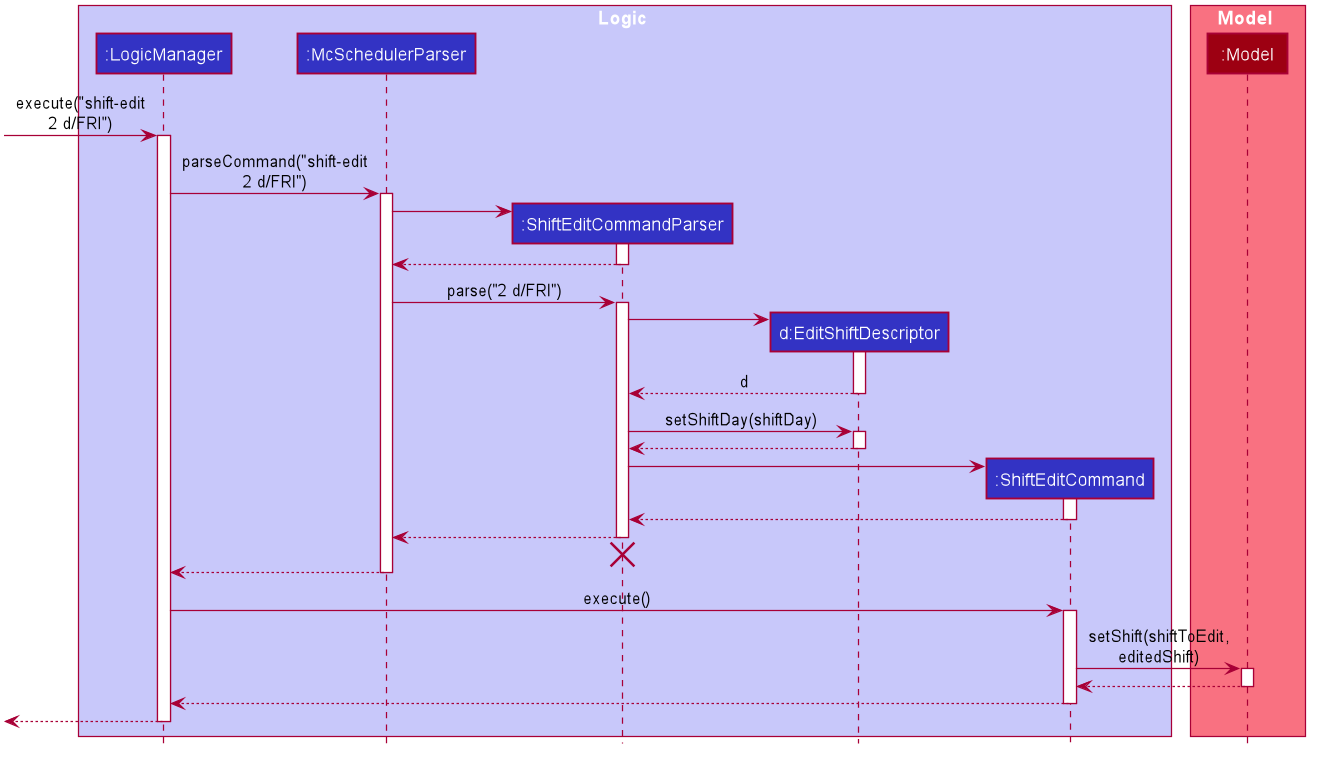 Logic
Model
:LogicManager
:McSchedulerParser
:Model
execute("shift-edit
2 d/FRI")
parseCommand("shift-edit
2 d/FRI")
:ShiftEditCommandParser
parse("2 d/FRI")
d:EditShiftDescriptor
d
setShiftDay(shiftDay)
:ShiftEditCommand
execute()
setShift(shiftToEdit,
editedShift)